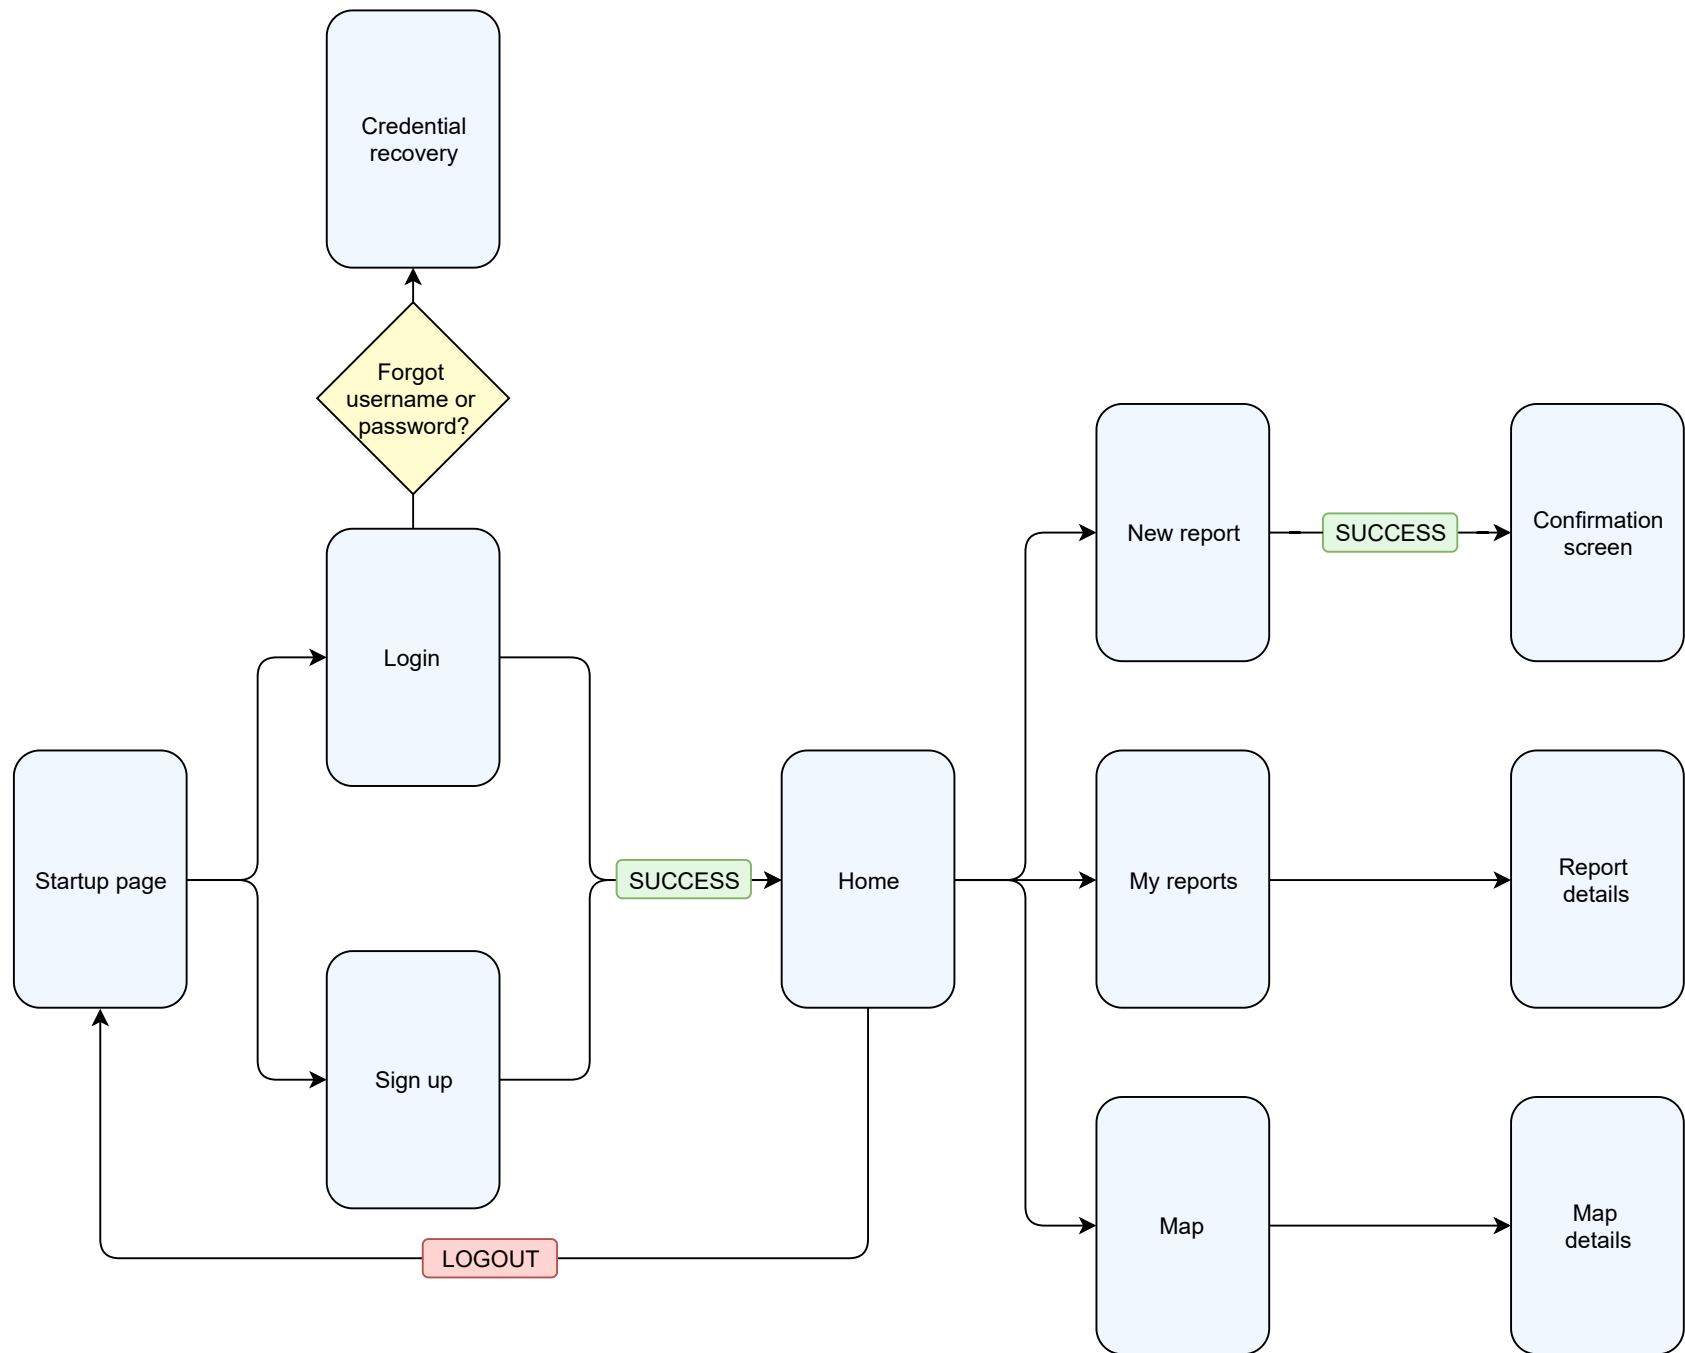 Credential
recovery
Forgot
username or
password?
New report
SUCCESS
Confirmation
screen
Login
Startup page
SUCCESS
Home
My reports
Report
details
Sign up
Map
Map
details
LOGOUT